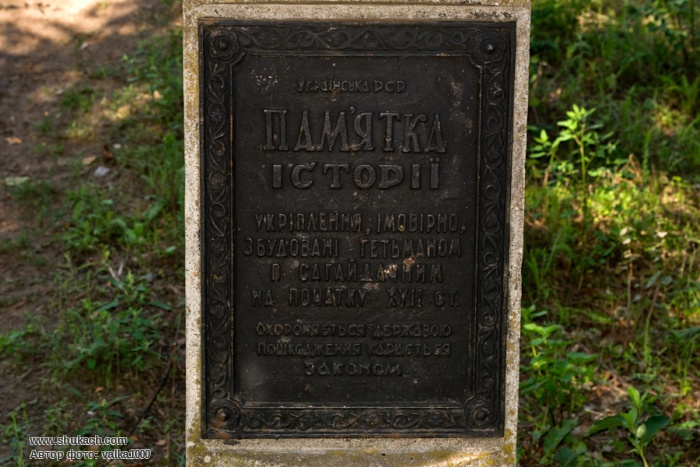 УКРАЇНСЬКА РСР
ПАМ'ЯТКА
ІСТОРІЇ
УКРІПЛЕННЯ, ІМОВІРНО,
ЗБУДОВАНІ ГЕТЬМАНОМ
П. САГАЙДАЧНИМ
НА ПОЧАТКУ XVII СТ.
ОХОРОНЯЄТЬСЯ ДЕРЖАВОЮ
ПОШКОДЖЕННЯ КАРАЄТЬСЯ
ЗАКОНОМ
www.shukach.com
Автор фото: valkad000